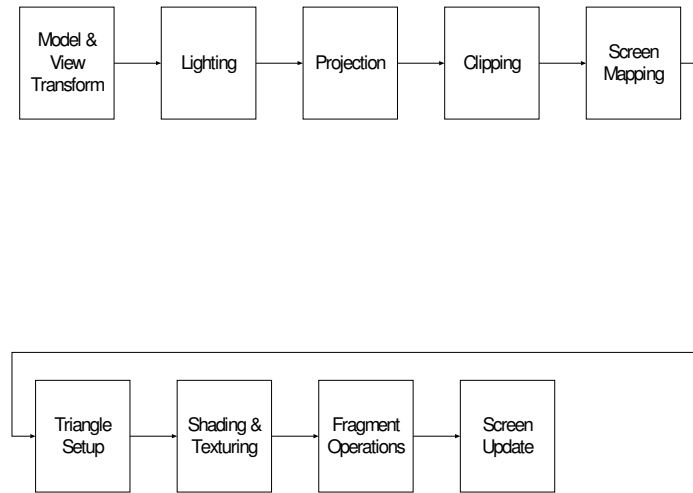 Model &
View
Transform
Lighting
Projection
Clipping
Screen
Mapping
Triangle
Setup
Shading &
Texturing
Fragment
Operations
Screen
Update